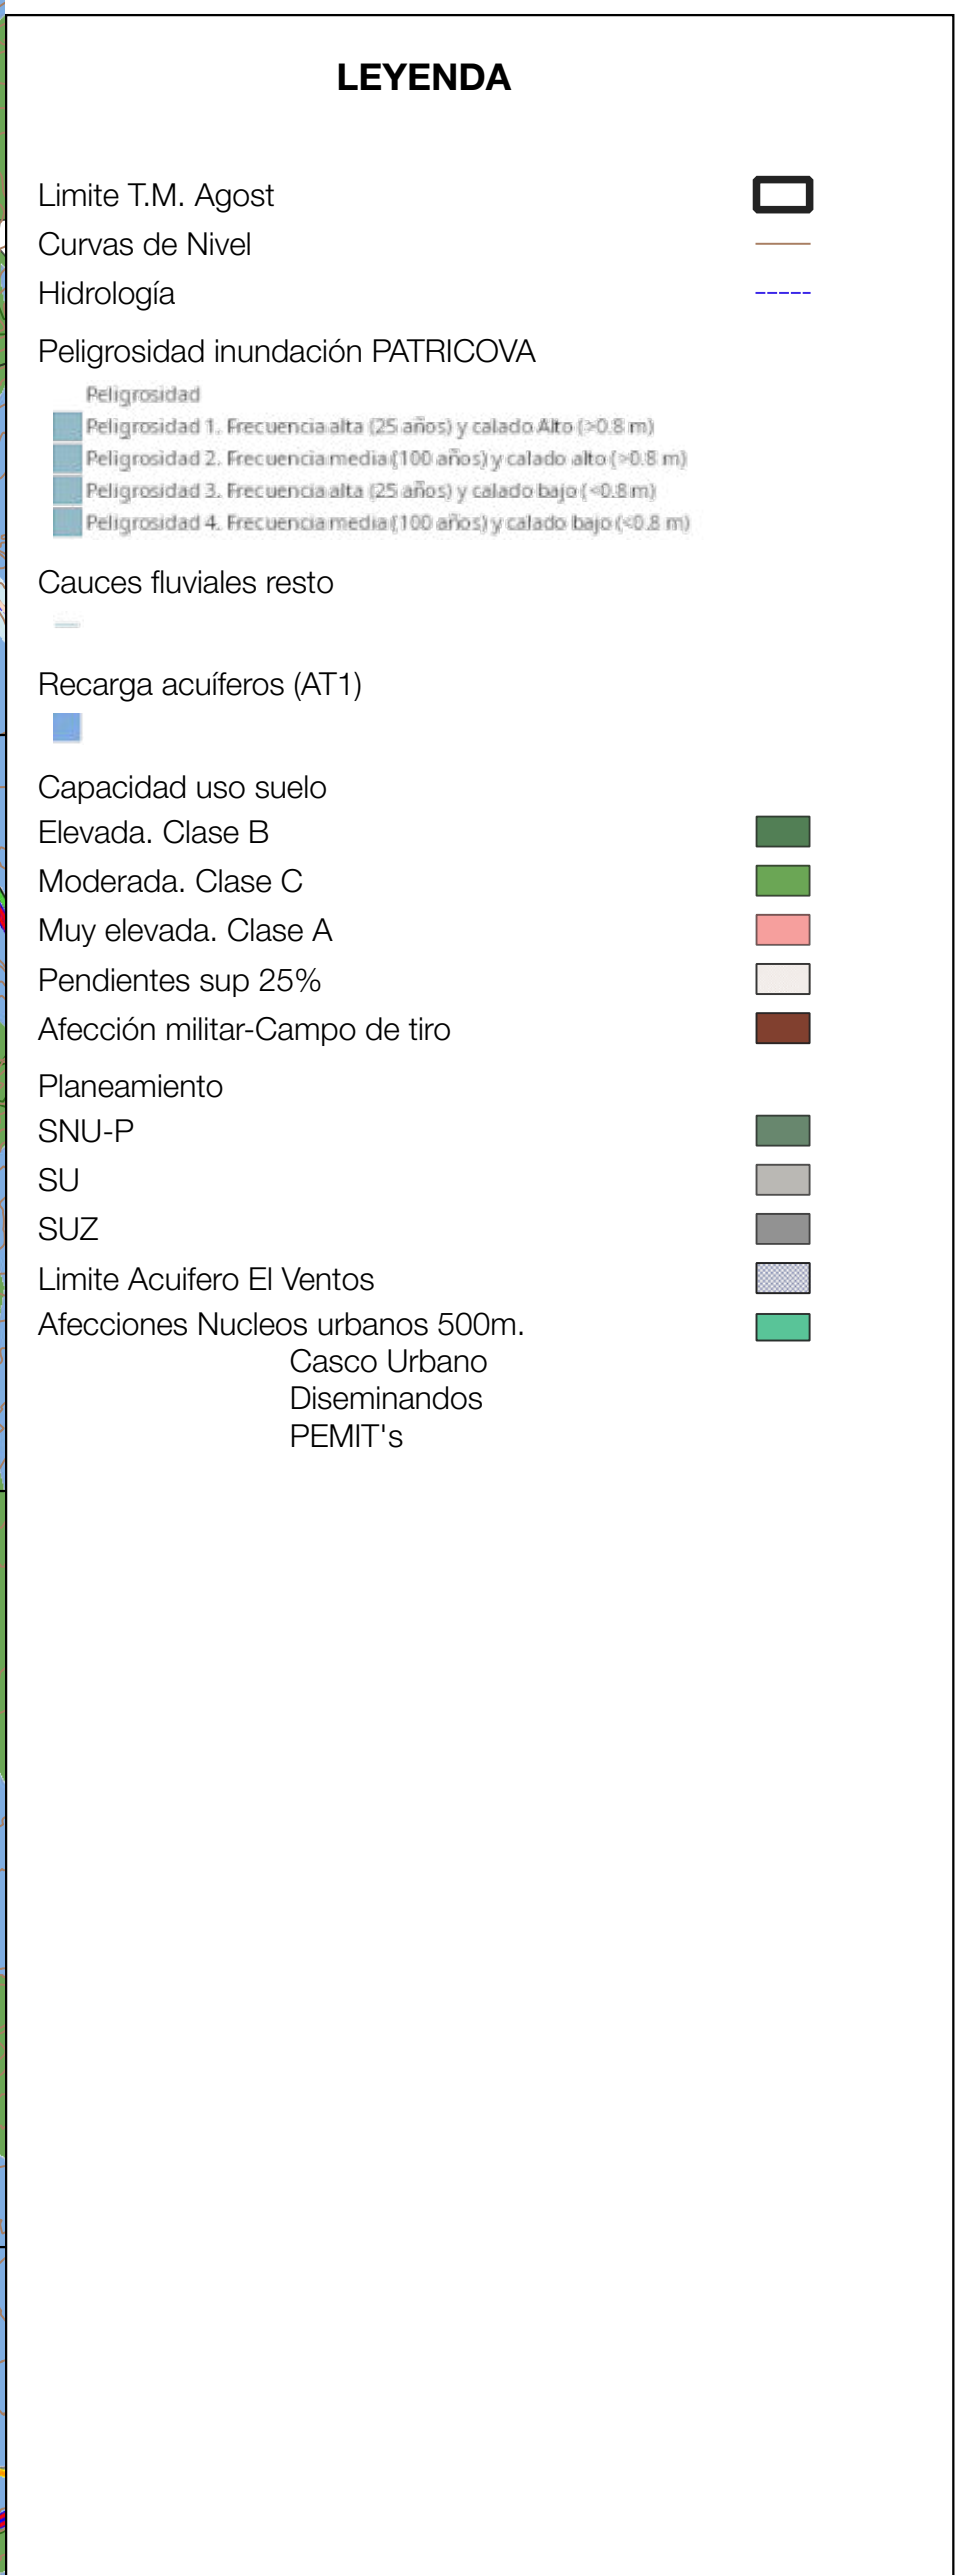 LEYENDA
Limite T.M. Agost
Curvas de Nivel
Hidrología
Peligrosidad inundación PATRICOVA
Peligrosidad
Peligrosidad 1. Frecuencia alta (25 años) y calado Alto (>0.8 m)
Peligrosidad 2. Frecuencia media (100 años) y calado alto (>0.8 m)
Peligrosidad 3. Frecuencia alta (25 años) y calado bajo (<0.8 m)
Peligrosidad 4. Frecuencia media (100 años) y calado bajo (<0.8 m)
Cauces fluviales resto
Recarga acuíferos (AT1)
Capacidad uso suelo
Elevada. Clase B
Moderada. Clase C
Muy elevada. Clase A
Pendientes sup 25%
Afección militar-Campo de tiro
Planeamiento
SNU-P
SU
SUZ
Limite Acuifero El Ventos
Afecciones Nucleos urbanos 500m.
Casco Urbano
Diseminandos
PEMIT's